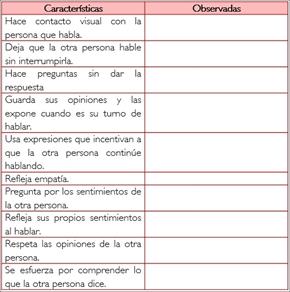 Características Observadas
Hace contacto visual con la
persona que habla.
Deja que la otra persona hable
sin interrumpirla.
Hace preguntas sin dar la
respuesta
Guarda sus opiniones y las
expone cuando es su turno de
hablar.
Usa expresiones que incentivan a
que la otra persona continúe
hablando.
Refleja empatía.
Pregunta por los sentimientos de
la otra persona.
Refleja sus propios sentimientos
al hablar.
Respeta las opiniones de la otra
persona.
Se esfuerza por comprender lo
que la otra persona dice.